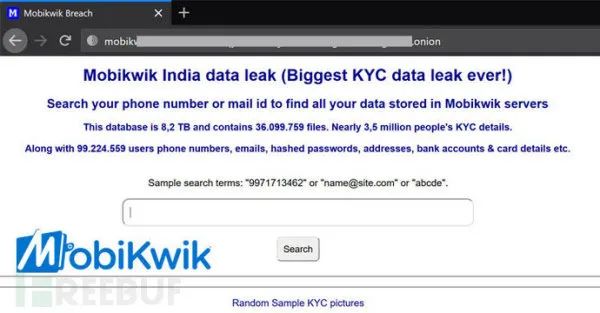 M Mobikwik Breach
mobikw .onion
Mobikwik India data leak (Biggest KYC data leak ever!)
Search your phone number or mail id to find all your data stored in Mobikwik servers
This database is 8,2 TB and contains 36.099.759 files. Nearly 3,5 million people's KYC details.
Along with 99.224.559 users phone numbers, emails, hashed passwords, addresses, bank accounts & card details etc.
Sample search terms: "9971713462" or "name@site.com" or "abcde".
Search
MobiKwik
FREEBUF
Random Sample KYC pictures